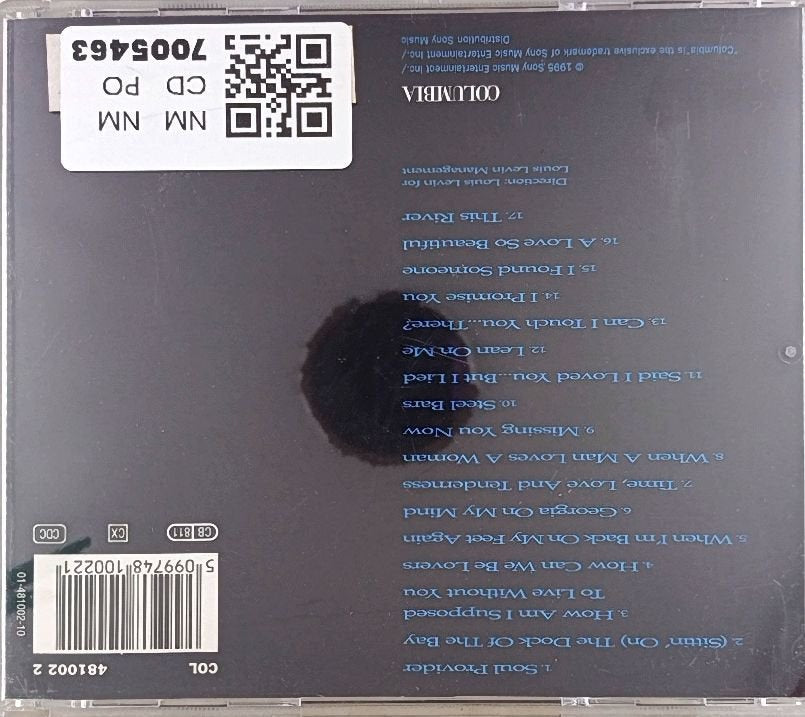 1. Soul Provider
2. (Sittin' On) The Dock Of The Bay
3. How Am I Supposed
To Live Without You
4. How Can We Be Lovers
5. When I'm Back On My Feet Again
6. Georgia On My Mind
7. Time, Love And Tenderness
8. When A Man Loves A Woman
9. Missing You Now
10. Steel Bars
11. Said I Loved You...But I Lied
12. Lean On Me
13. Can I Touch You...There?
14. I Promise You
15. I Found Someone
16. A Love So Beautiful
17. This River
Direction: Louis Levin for
Louis Levin Management
COLUMBIA
© 1995 Sony Music Entertainment Inc./
"Columbia" is the exclusive trademark of Sony Music Entertainment Inc./
Distribution Sony Music
COL 481002 2
01-481002-10
5 099748 100221
CB 811 CX CDC
NM NM
CD PO
7005463